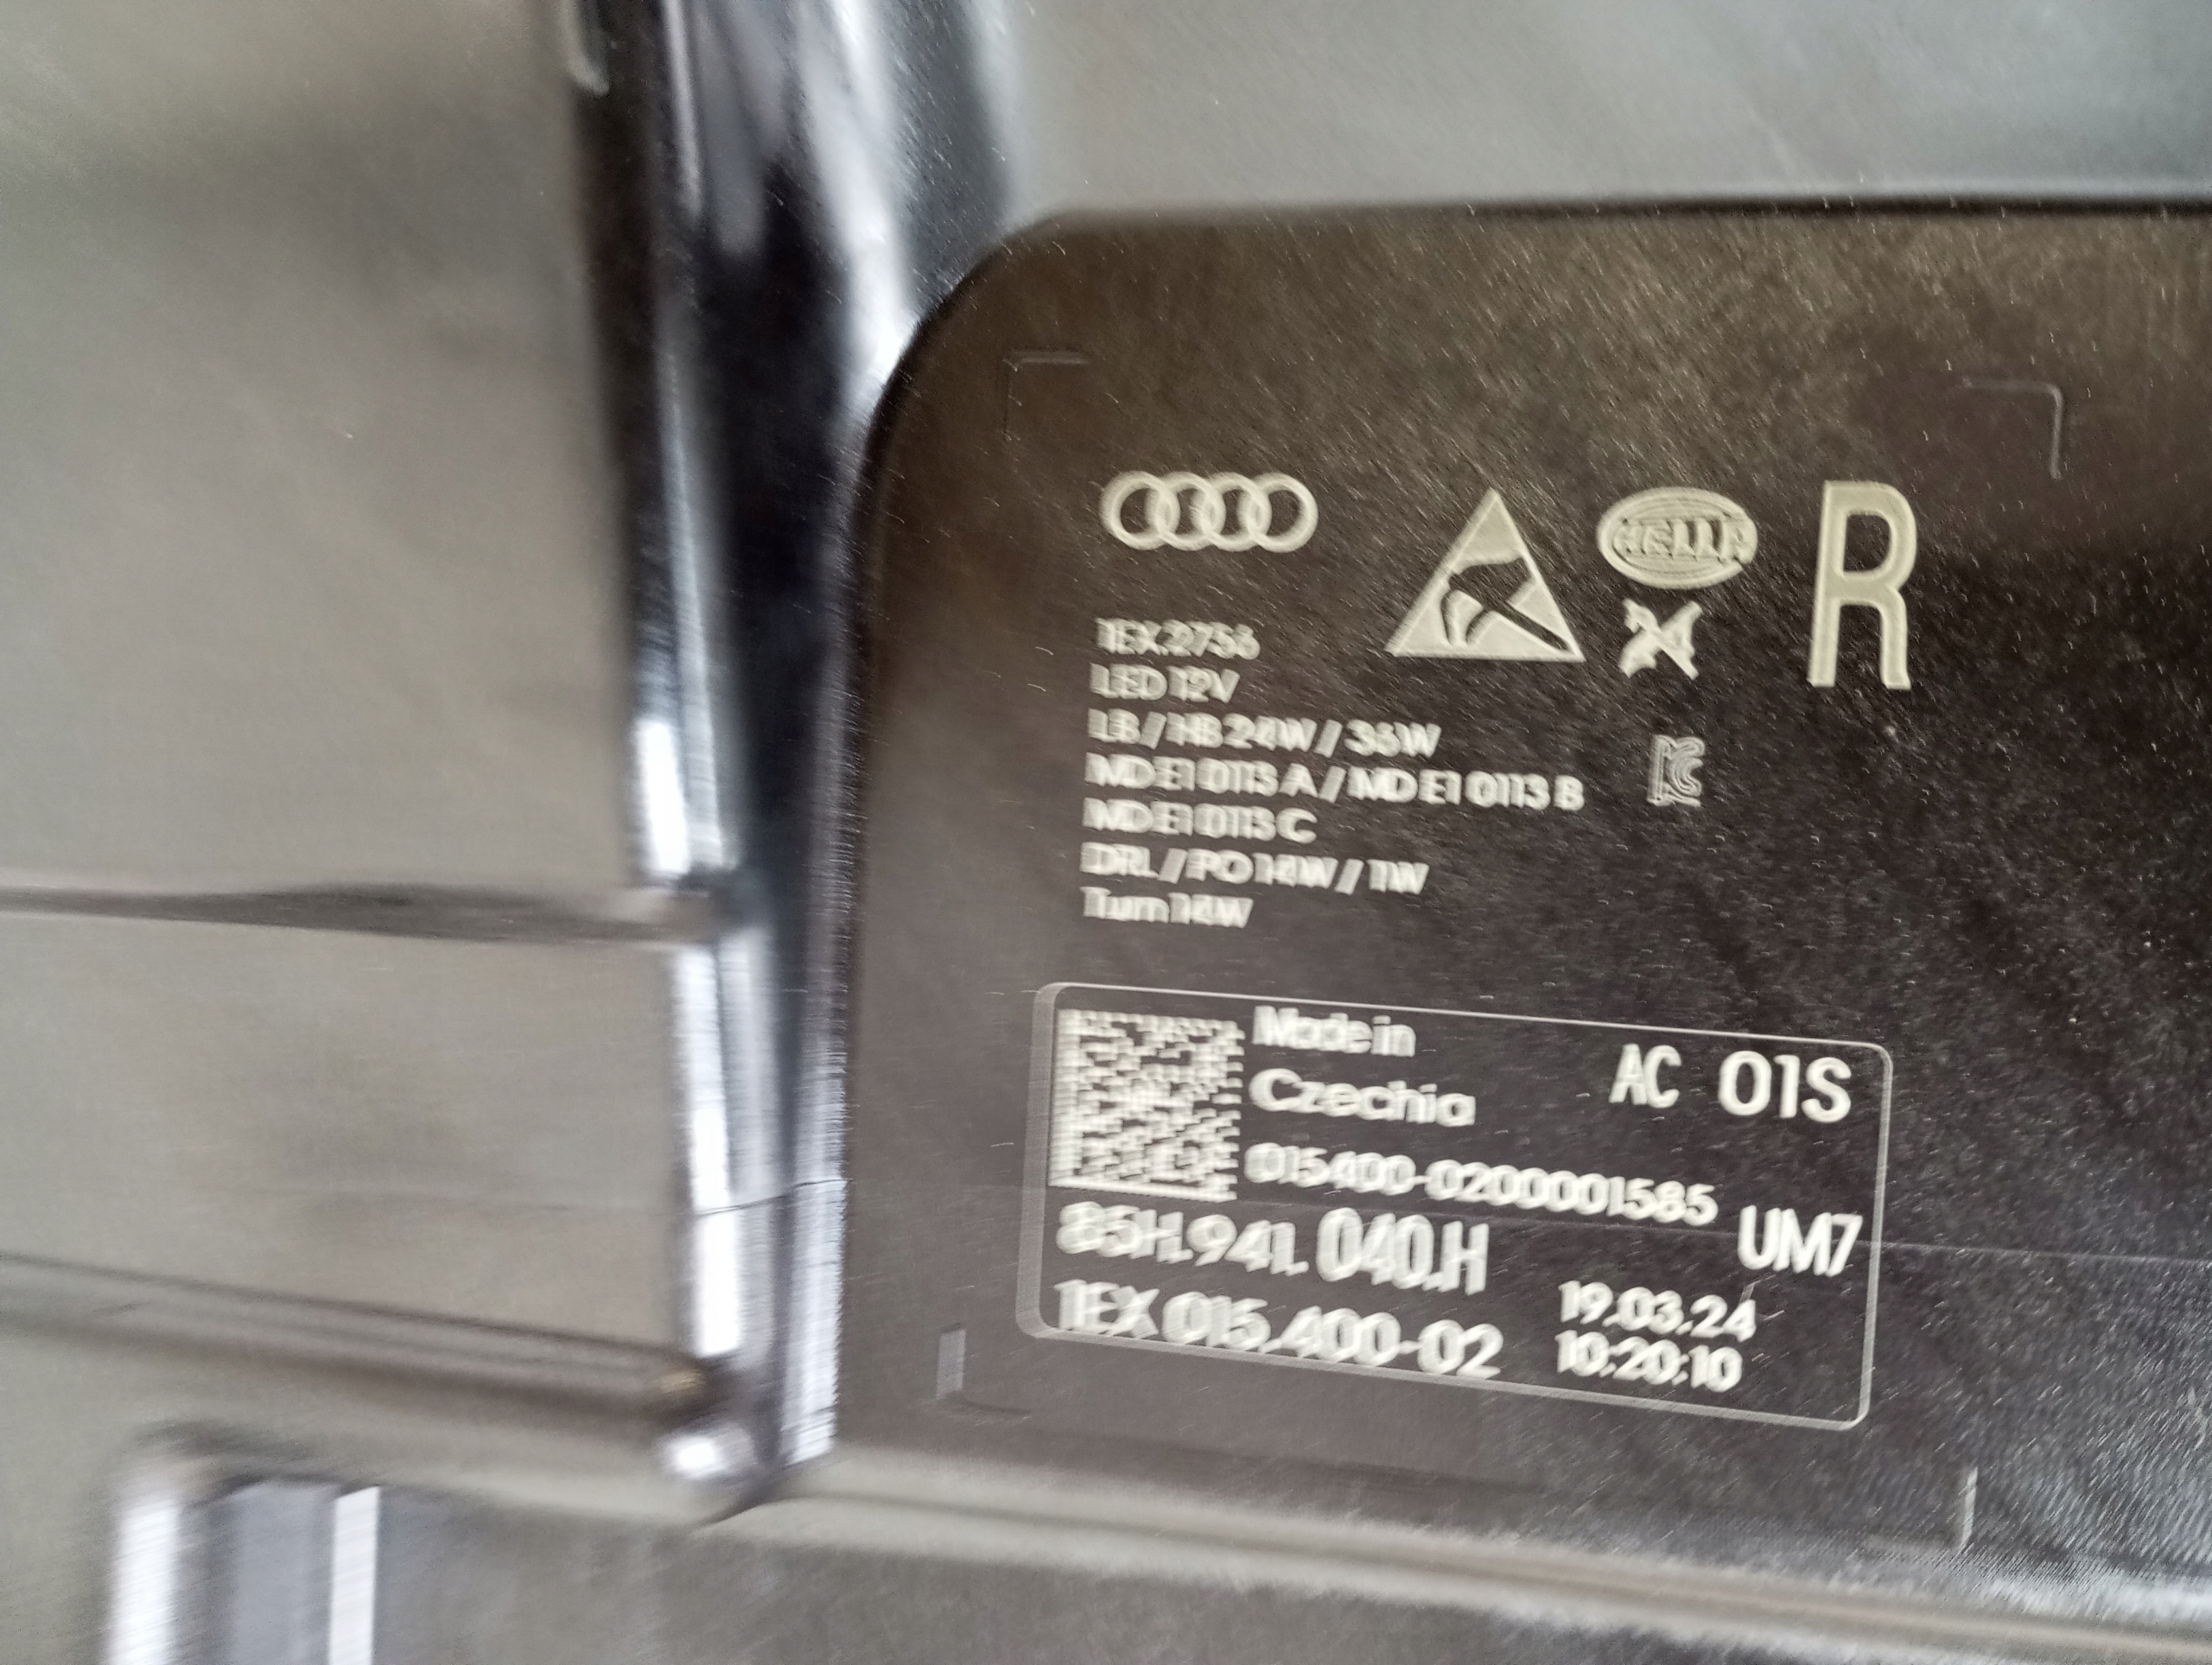 HELLA
R
1EX.2756
LED 12V
LB / HB 24W / 36W
MD E1 0113 A / MD E1 0113 B
MD E1 0113 C
DRL / PO 14W / 1W
Turn 14W
Made in
Czechia
AC 01S
015400-0200001585
UM7
85H.941.040.H
19.03.24
1EX 015.400-02
10:20:10